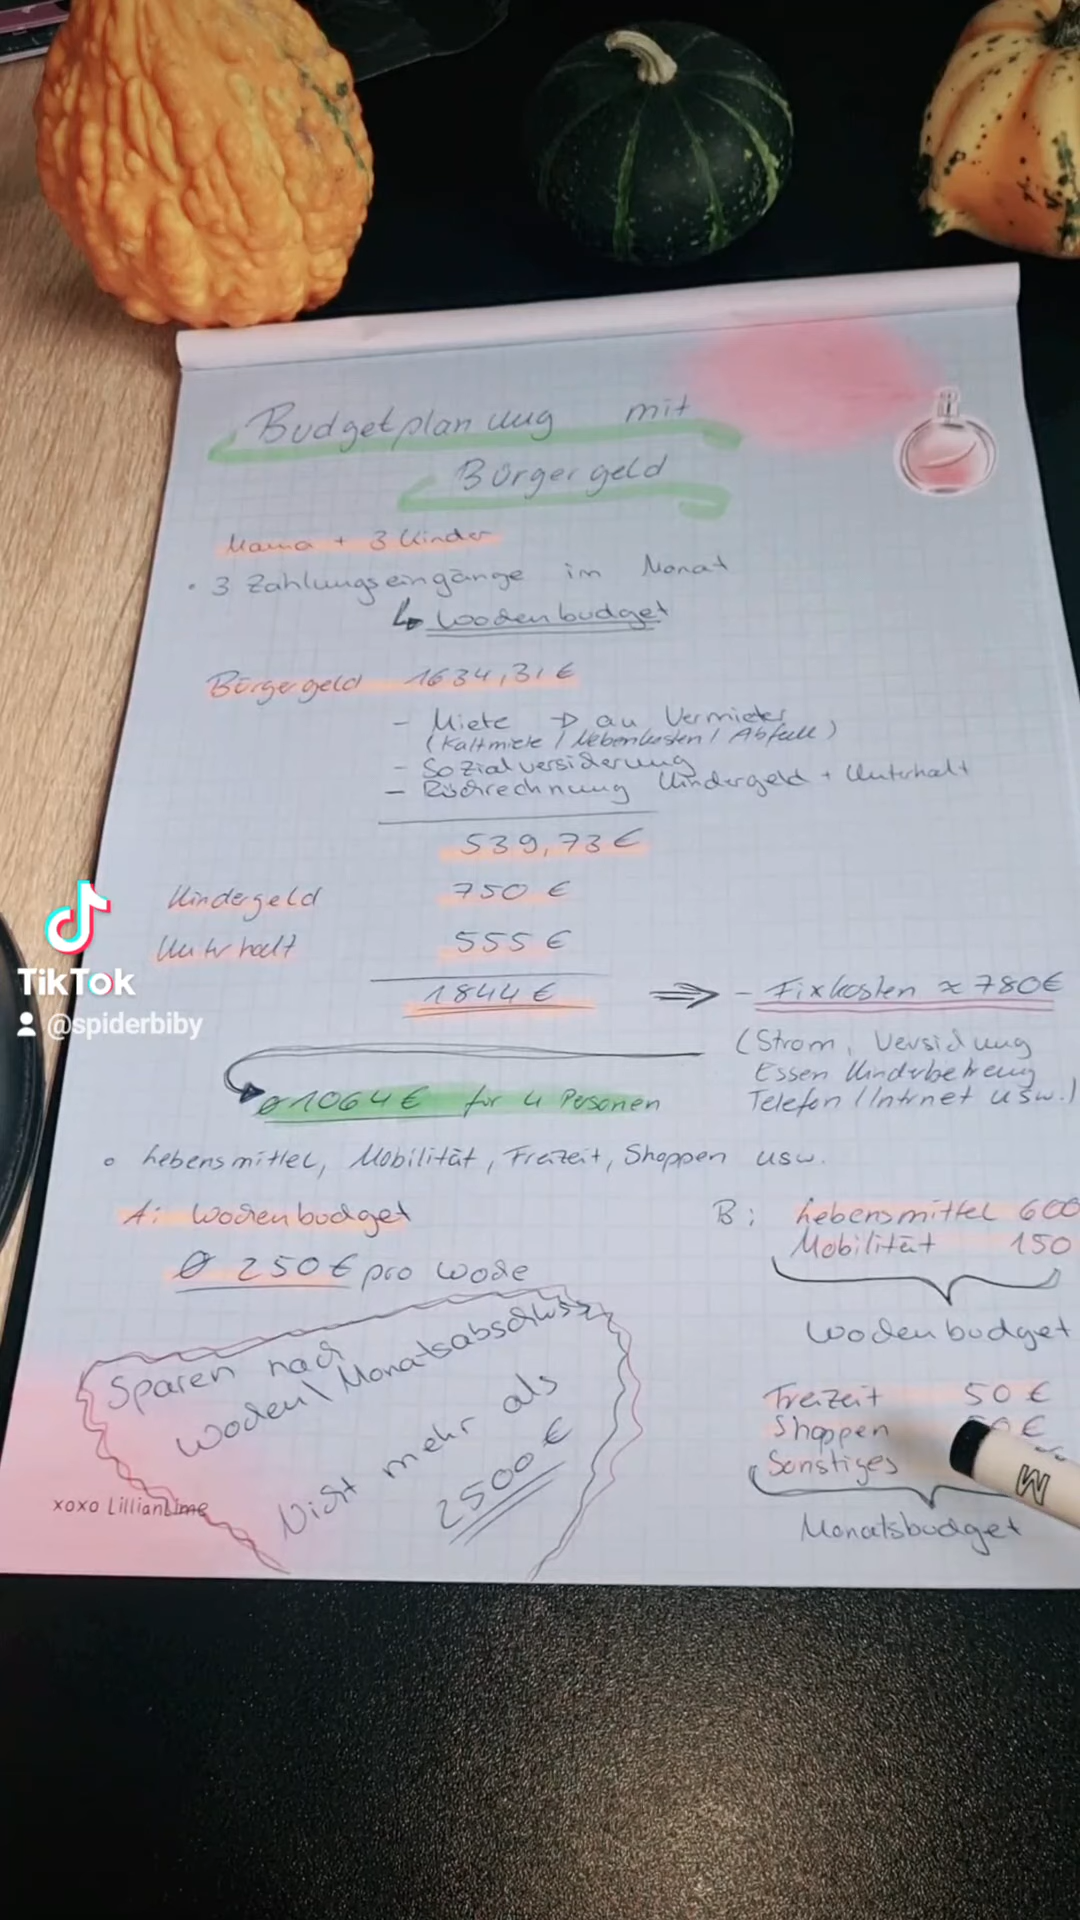 Budgetplanung mit
Bürgergeld
Mama + 3 Kinder
• 3 Zahlungseingänge im Monat
↳ Wochenbudget
Bürgergeld 1634,31 €
- Miete → an Vermieter
(Kaltmiete / Nebenkosten / Abfall)
- Sozialversicherung
- Rückrechnung Kindergeld + Unterhalt
539,73 €
Kindergeld 750 €
Unterhalt 555 €
1844 € ⇒ - Fixkosten ≈ 780€
(Strom, Versichung
Essen Kinderbetreung
Telefon / Intrnet usw.)
⌀ 1064 € für 4 Personen
○ Lebensmittel, Mobilität, Freizeit, Shoppen usw.
A: Wochenbudget
Ø 250 € pro Woche
B: Lebensmittel 600
Mobilität 150
Wochenbudget
Freizeit 50 €
Shoppen €
Sonstiges
Monatsbudget
Sparen nach
Wochen \ Monatsabschluss
Nicht mehr als
2500 €
xoxo LillianLime
TikTok
@spiderbiby